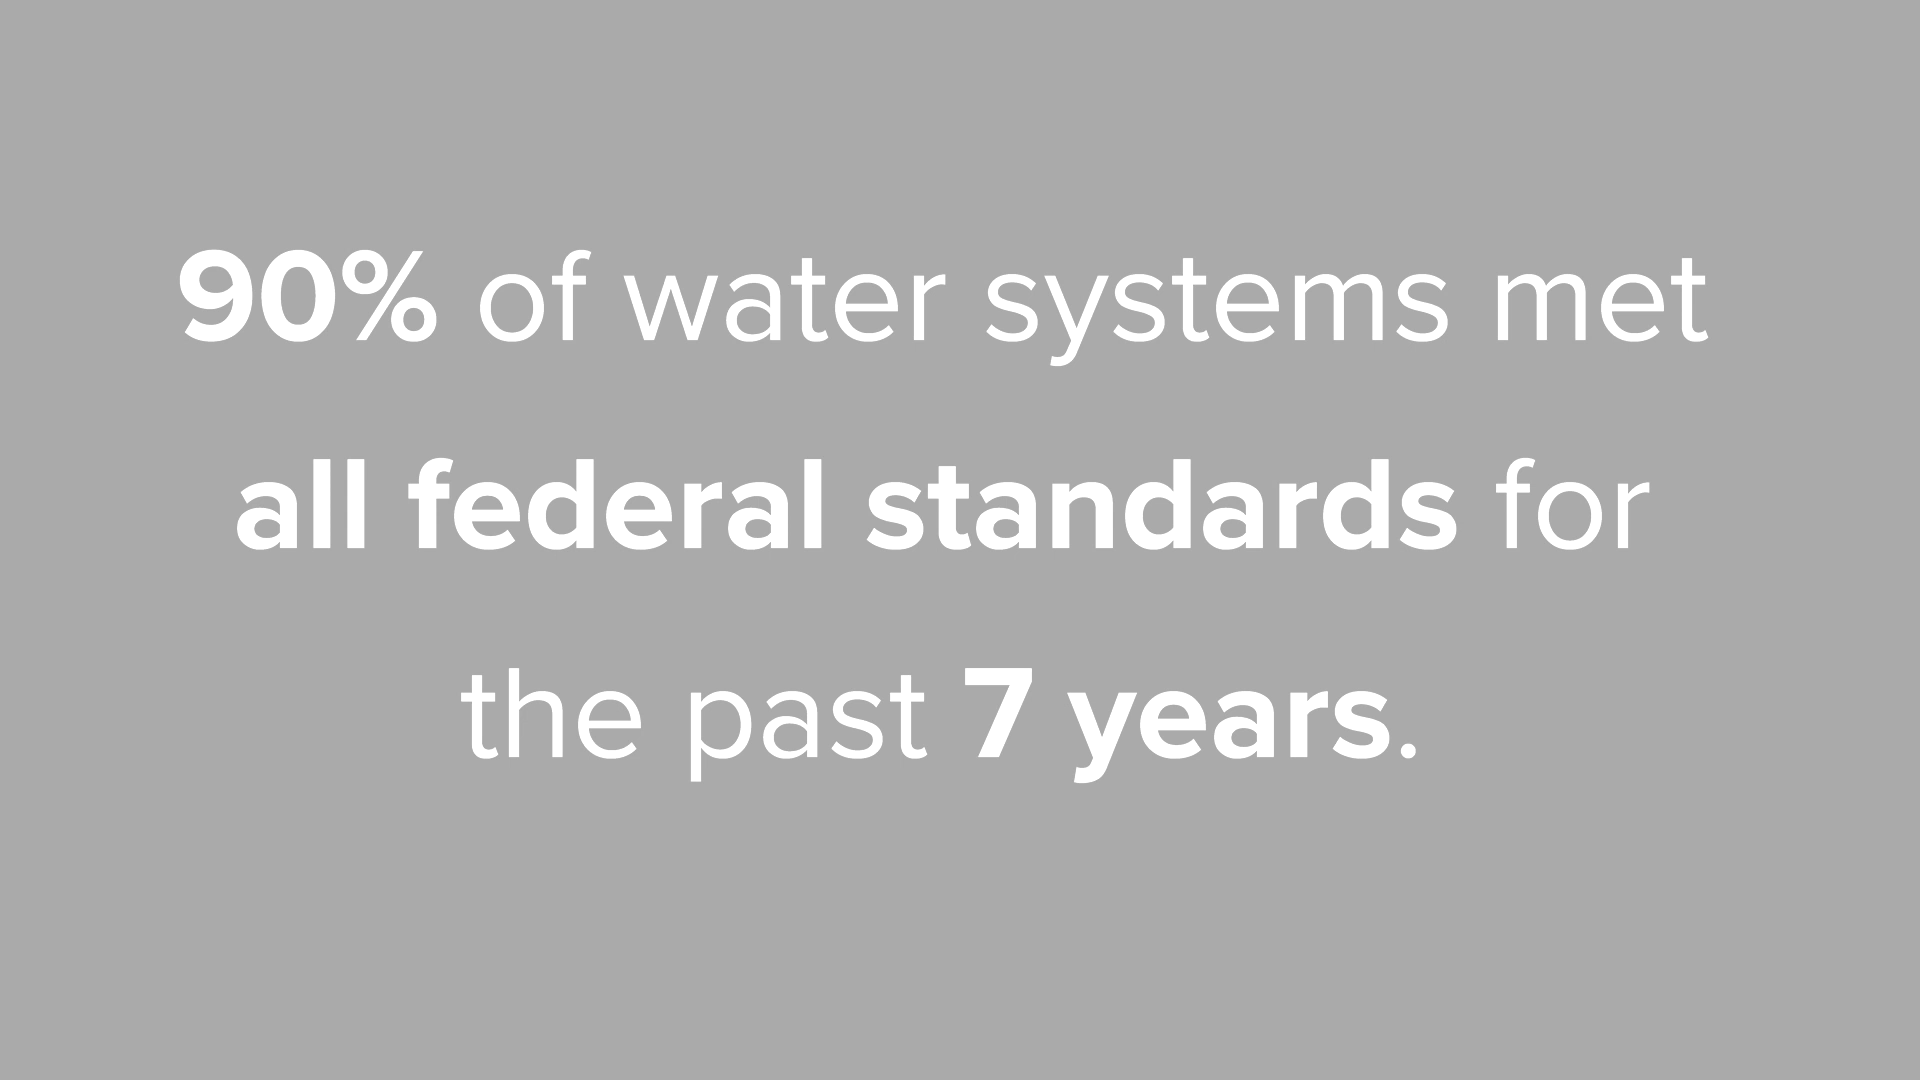 90% of water systems met
all federal standards for
the past 7 years.